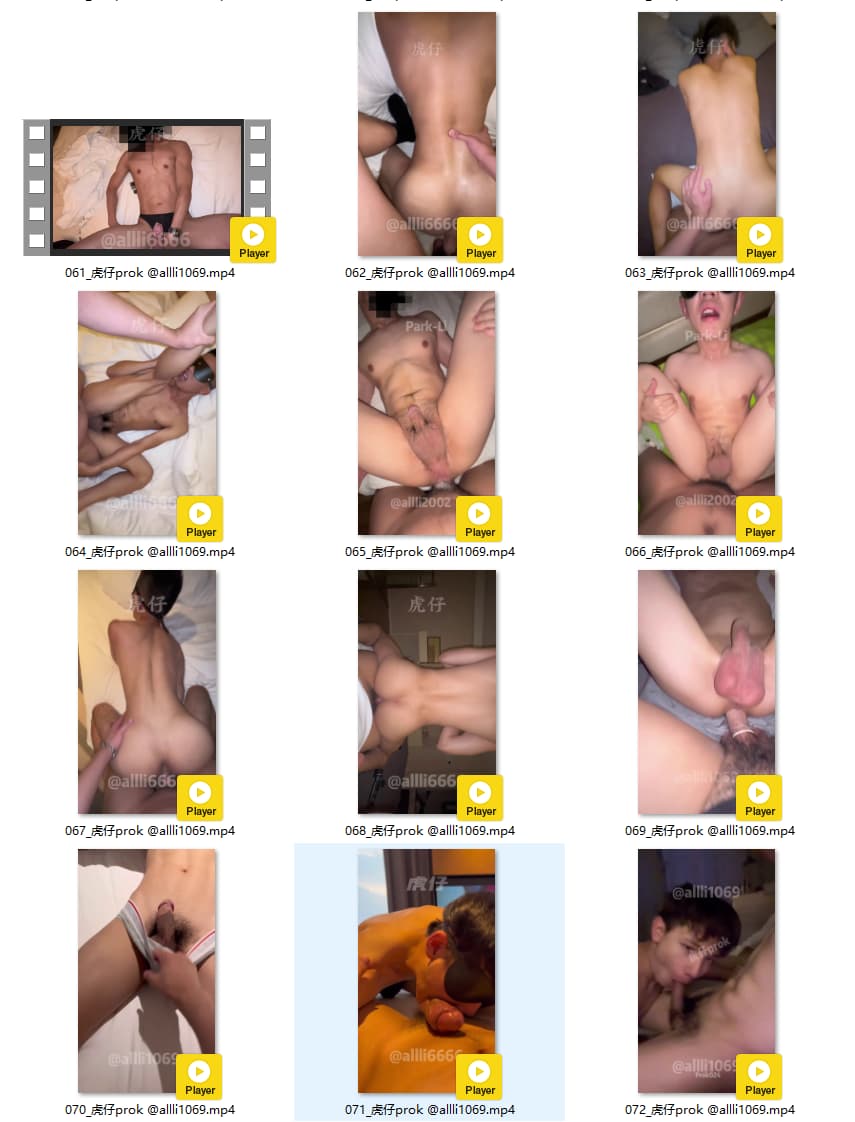 虎仔
虎仔
虎仔
@allli6666
Player
@allli666
Player
@allli666
Player
061_虎仔prok @allli1069.mp4
062_虎仔prok @allli1069.mp4
063_虎仔prok @allli1069.mp4
虎仔
Park-Li
@allli666
Player
@allli2002
Player
@allli2002
Player
064_虎仔prok @allli1069.mp4
065_虎仔prok @allli1069.mp4
066_虎仔prok @allli1069.mp4
虎仔
虎仔
@allli666
Player
@allli6666
Player
Player
067_虎仔prok @allli1069.mp4
068_虎仔prok @allli1069.mp4
069_虎仔prok @allli1069.mp4
虎仔
@allli1069
@allli1069
Player
@allli6666
Player
@allli1069
Player
070_虎仔prok @allli1069.mp4
071_虎仔prok @allli1069.mp4
072_虎仔prok @allli1069.mp4